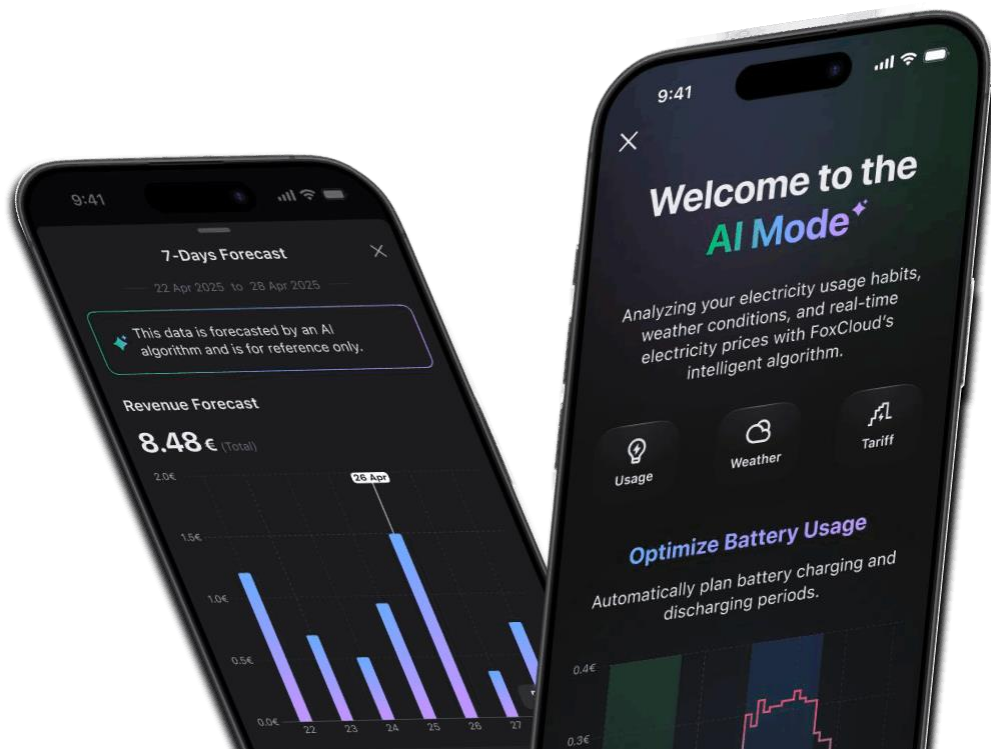 9:41
7-Days Forecast
22 Apr 2025 to 28 Apr 2025
This data is forecasted by an AI
algorithm and is for reference only.
Revenue Forecast
8.48 € (Total)
2.0€
26 Apr
1.5€
1.0€
0.5€
0.0€
22 23 24 25 26 27
9:41
Welcome to the
AI Mode
Analyzing your electricity usage habits,
weather conditions, and real-time
electricity prices with FoxCloud's
intelligent algorithm.
Usage
Weather
Tariff
Optimize Battery Usage
Automatically plan battery charging and
discharging periods.
0.4€
0.3€